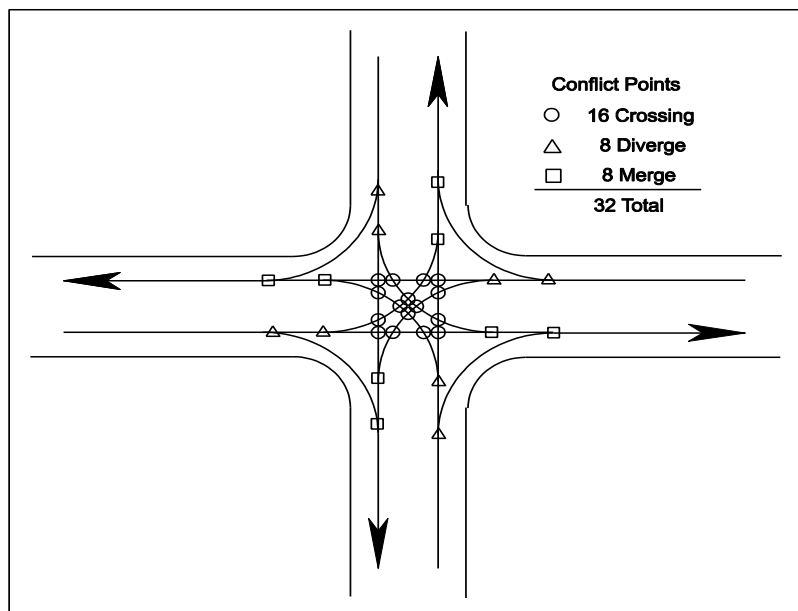 Conflict Points
16 Crossing
8 Diverge
8 Merge
32 Total